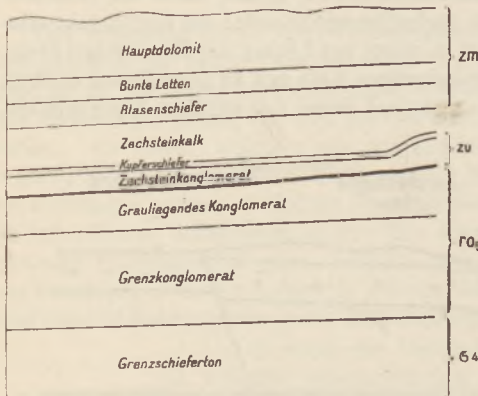 Hauptdolomit
zm
Bunte Letten
Blasenschiefer
Zechsteinkalk
zu
Kupferschiefer
Zechsteinkonglomerat
Grauliegendes Konglomerat
Grenzkonglomerat
Grenzschieferton